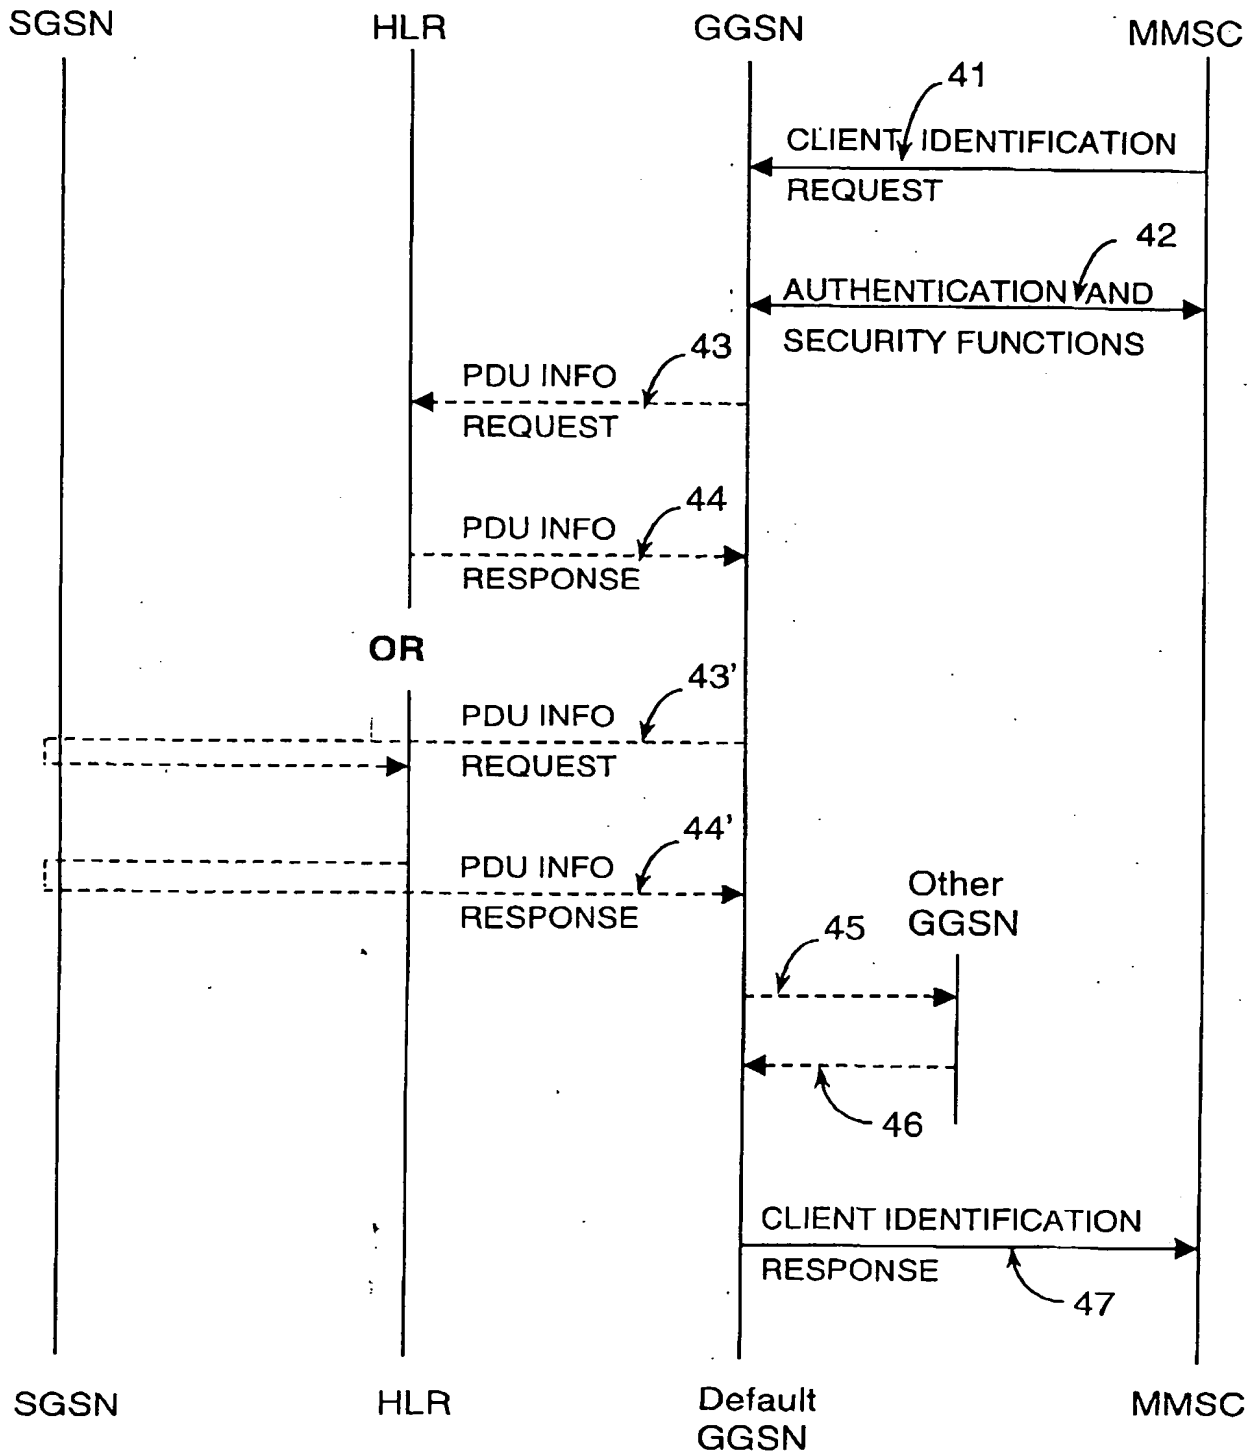 SGSN HLR GGSN MMSC
41
CLIENT IDENTIFICATION
REQUEST
42
AUTHENTICATION AND
SECURITY FUNCTIONS
43
PDU INFO
REQUEST
44
PDU INFO
RESPONSE
OR
43'
PDU INFO
REQUEST
44'
PDU INFO
RESPONSE
Other
GGSN
45
46
CLIENT IDENTIFICATION
RESPONSE
47
SGSN HLR Default MMSC
GGSN